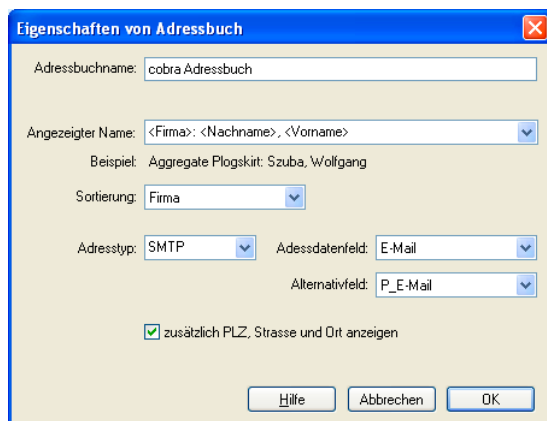 Eigenschaften von Adressbuch
Adressbuchname: cobra Adressbuch
Angezeigter Name: <Firma>: <Nachname>, <Vorname>
Beispiel: Aggregate Plogskirt: Szuba, Wolfgang
Sortierung: Firma
Adresstyp: SMTP Adessdatenfeld: E-Mail
Alternativfeld: P_E-Mail
zusätzlich PLZ, Strasse und Ort anzeigen
Hilfe Abbrechen OK